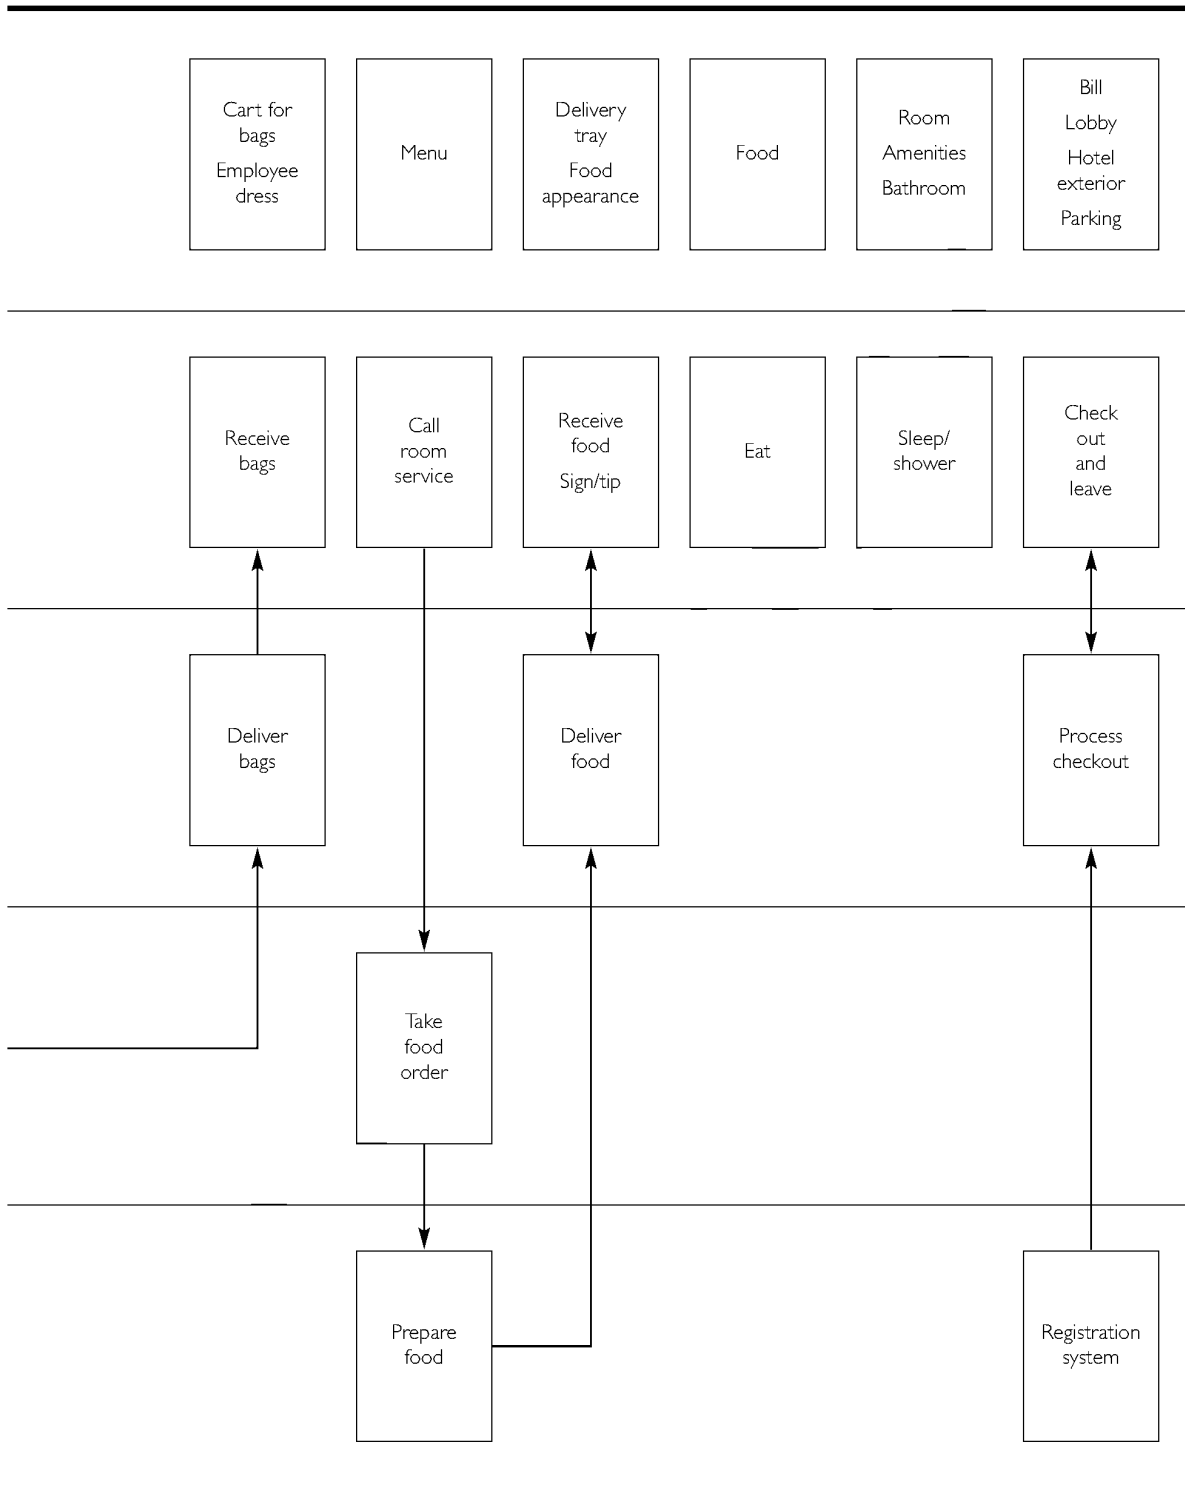 Cart for
bags
Employee
dress
Menu
Delivery
tray
Food
appearance
Food
Room
Amenities
Bathroom
Bill
Lobby
Hotel
exterior
Parking
Receive
bags
Call
room
service
Receive
food
Sign/tip
Eat
Sleep/
shower
Check
out
and
leave
Deliver
bags
Deliver
food
Process
checkout
Take
food
order
Prepare
food
Registration
system